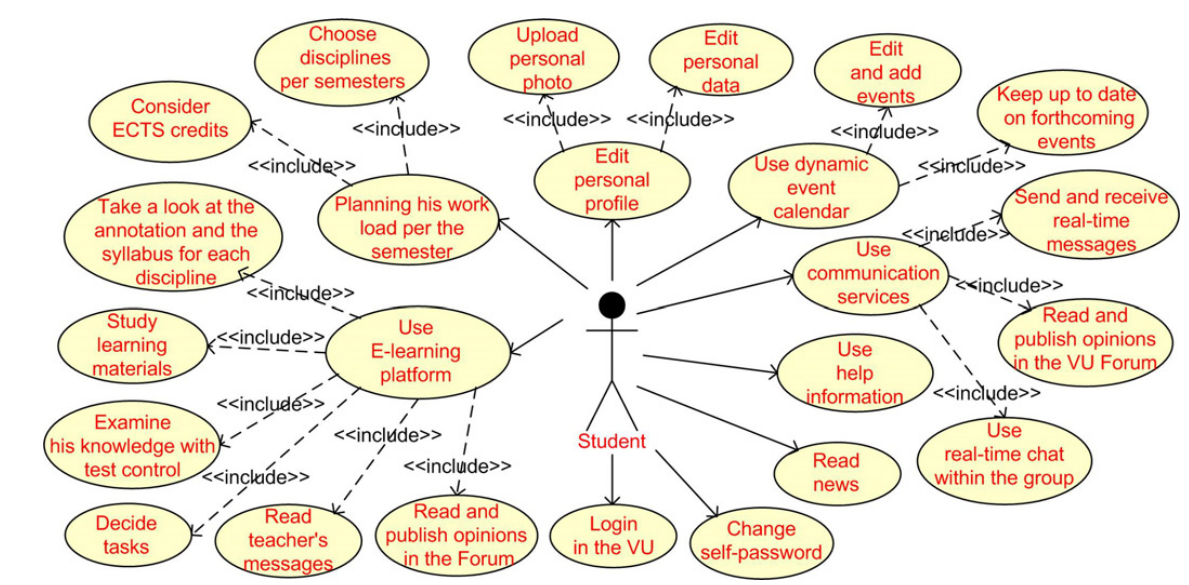 Choose
disciplines
per semesters
Upload
personal
photo
Edit
personal
data
Edit
and add
events
Consider
ECTS credits
<<include>>
<<include>>
<<include>>
<<include>>
<<include>>
<<include>>
Keep up to date
on forthcoming
events
Take a look at the
annotation and the
syllabus for each
discipline
Planning his work
load per the
semester
Edit
personal
profile
Use dynamic
event
calendar
Send and receive
real-time
messages
<<include>>
<<include>>
Use
communication
services
<<include>>
Study
learning
materials
<<include>>
Use
E-learning
platform
Read and
publish opinions
in the VU Forum
Use
help
information
<<include>>
<<include>>
Examine
his knowledge with
test control
<<include>>
<<include>>
<<include>>
Student
Use
real-time chat
within the group
Read
news
Decide
tasks
Read
teacher's
messages
Read and
publish opinions
in the Forum
Login
in the VU
Change
self-password